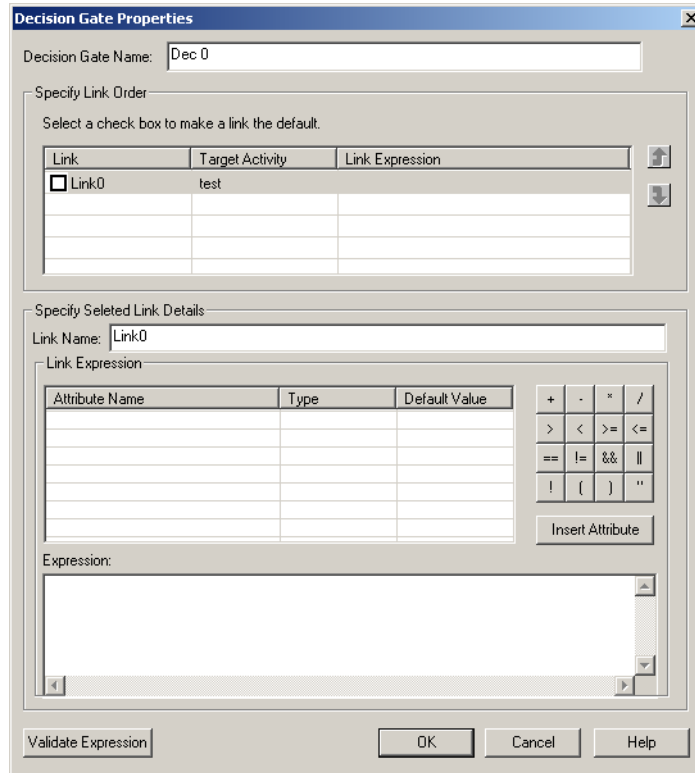 Decision Gate Properties
Decision Gate Name: Dec 0
Specify Link Order
Select a check box to make a link the default.
Link Target Activity Link Expression
Link0 test
Specify Seleted Link Details
Link Name: Link0
Link Expression
Attribute Name Type Default Value
+ - * /
> < >= <=
== != && ||
! ( ) "
Insert Attribute
Expression:
Validate Expression OK Cancel Help